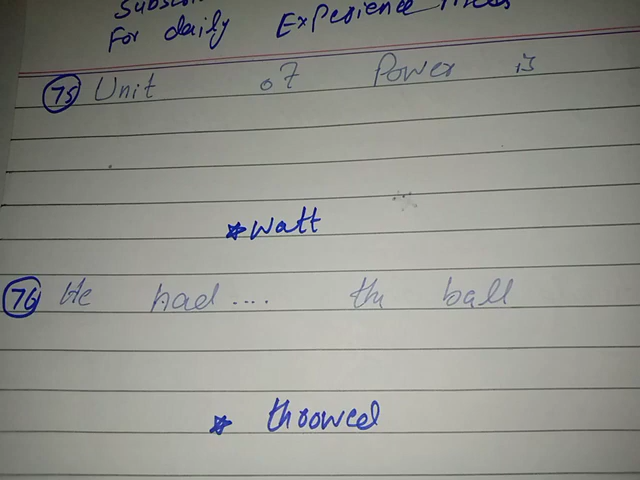 For daily Experience
75 Unit of Power is
*Watt
76 He had .... the ball
* throwed